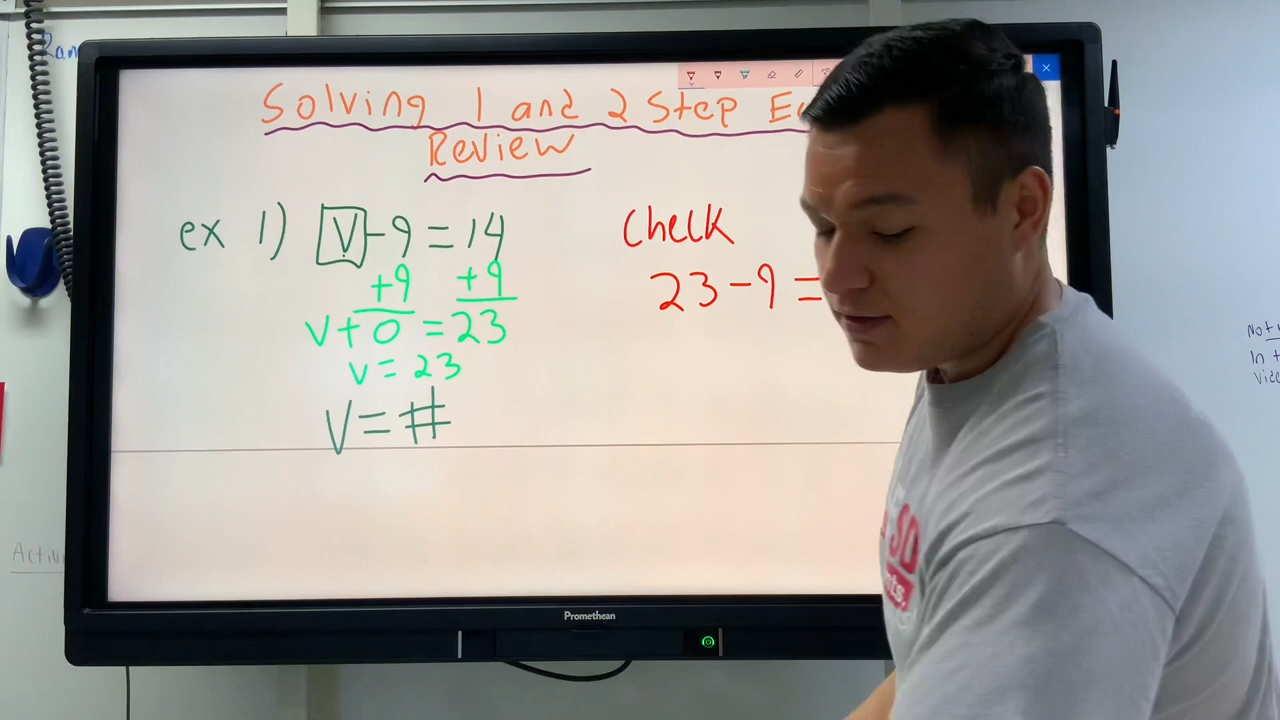 Solving 1 and 2 Step
Review
ex 1) V-9=14
+9 +9
v+0=23
v=23
V=#
Check
23-9=
Promethean
In